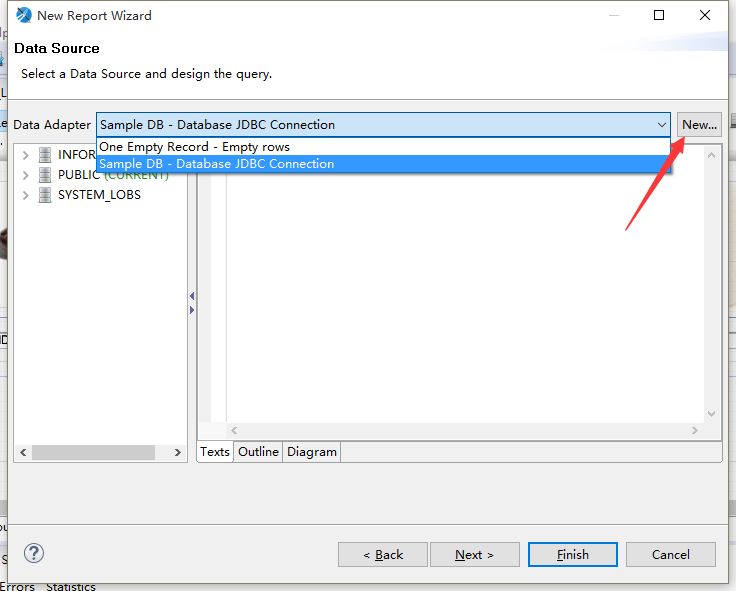 New Report Wizard
Data Source
Select a Data Source and design the query.
Data Adapter
Sample DB - Database JDBC Connection
New...
One Empty Record - Empty rows
Sample DB - Database JDBC Connection
INFOR
PUBLIC (CURRENT)
SYSTEM_LOBS
Texts
Outline
Diagram
?
< Back
Next >
Finish
Cancel
Errors
Statistics